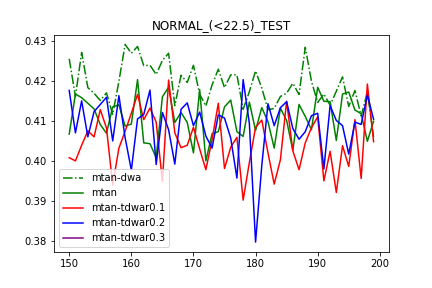 NORMAL_(<22.5)_TEST
0.43
0.42
0.41
0.40
0.39
0.38
mtan-dwa
mtan
mtan-tdwar0.1
mtan-tdwar0.2
mtan-tdwar0.3
150 160 170 180 190 200